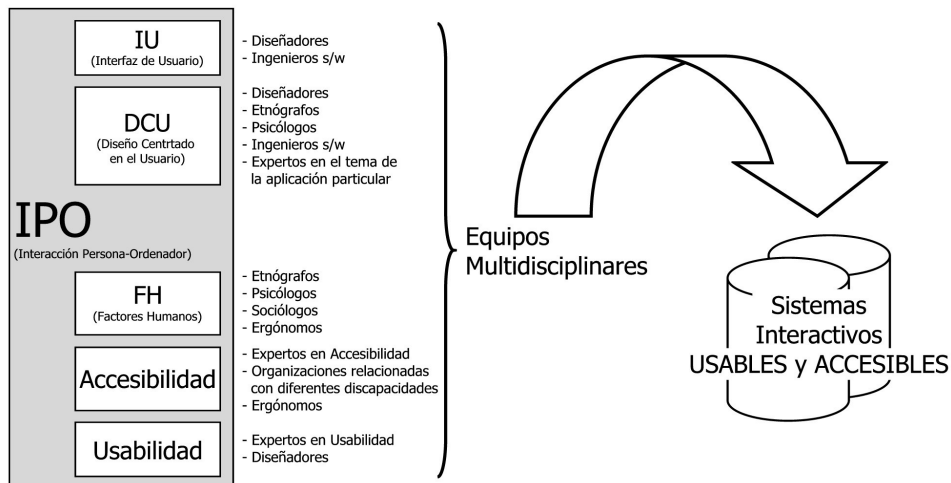 IU
(Interfaz de Usuario)
- Diseñadores
- Ingenieros s/w
DCU
(Diseño Centrtado
en el Usuario)
- Diseñadores
- Etnógrafos
- Psicólogos
- Ingenieros s/w
- Expertos en el tema de
la aplicación particular
IPO
(Interacción Persona-Ordenador)
FH
(Factores Humanos)
- Etnógrafos
- Psicólogos
- Sociólogos
- Ergónomos
Accesibilidad
- Expertos en Accesibilidad
- Organizaciones relacionadas
con diferentes discapacidades
- Ergónomos
Usabilidad
- Expertos en Usabilidad
- Diseñadores
Equipos
Multidisciplinares
Sistemas
Interactivos
USABLES y ACCESIBLES